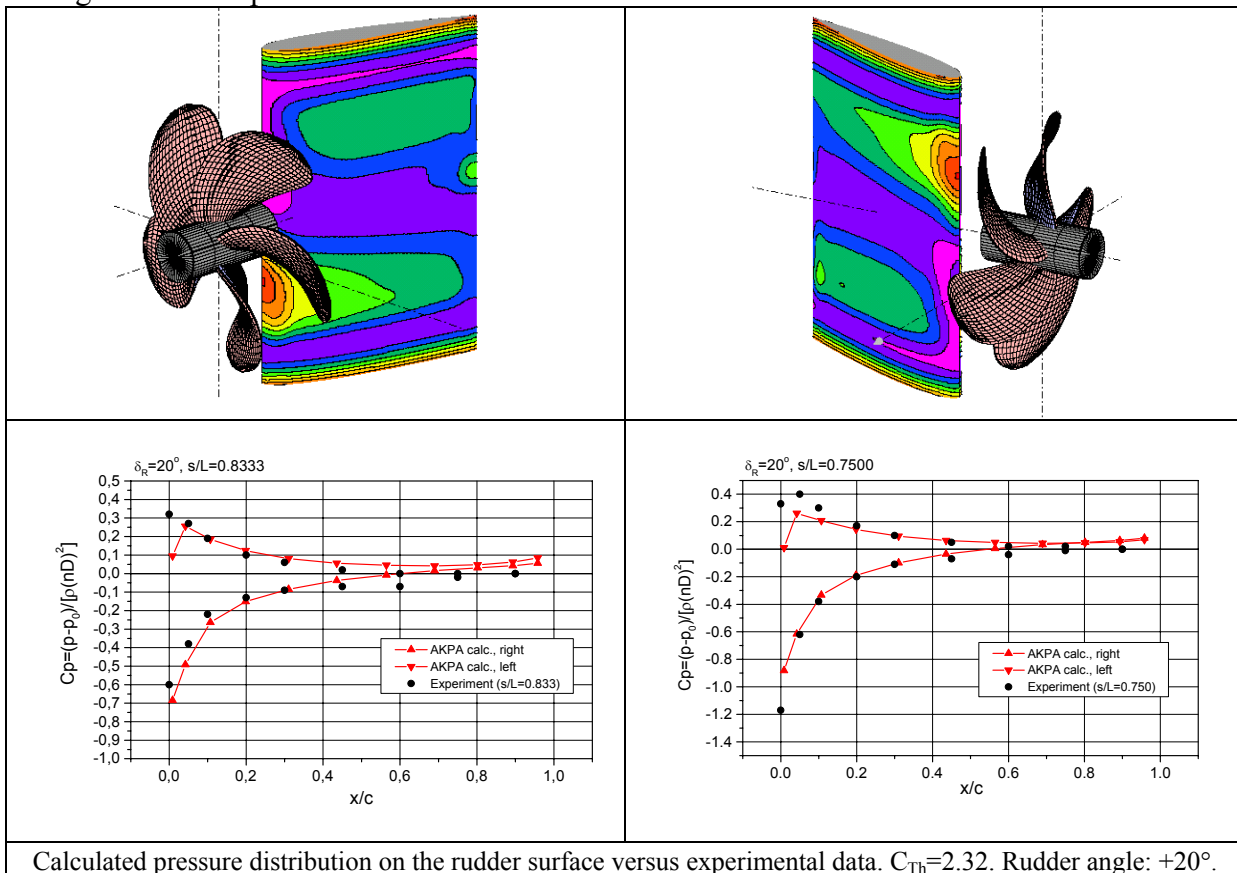 δR=20°, s/L=0.8333
0,5
0,4
0,3
0,2
0,1
0,0
-0,1
-0,2
-0,3
-0,4
-0,5
-0,6
-0,7
-0,8
-0,9
-1,0
Cp=(p-p0)/[ρ(nD)²]
AKPA calc., right
AKPA calc., left
Experiment (s/L=0.833)
0,0 0,2 0,4 0,6 0,8 1,0
x/c
δR=20°, s/L=0.7500
0.4
0.2
0.0
-0.2
-0.4
-0.6
-0.8
-1.0
-1.2
-1.4
Cp=(p-p0)/[ρ(nD)²]
AKPA calc., right
AKPA calc., left
Experiment (s/L=0.750)
0.0 0.2 0.4 0.6 0.8 1.0
x/c
Calculated pressure distribution on the rudder surface versus experimental data. CTh=2.32. Rudder angle: +20°.